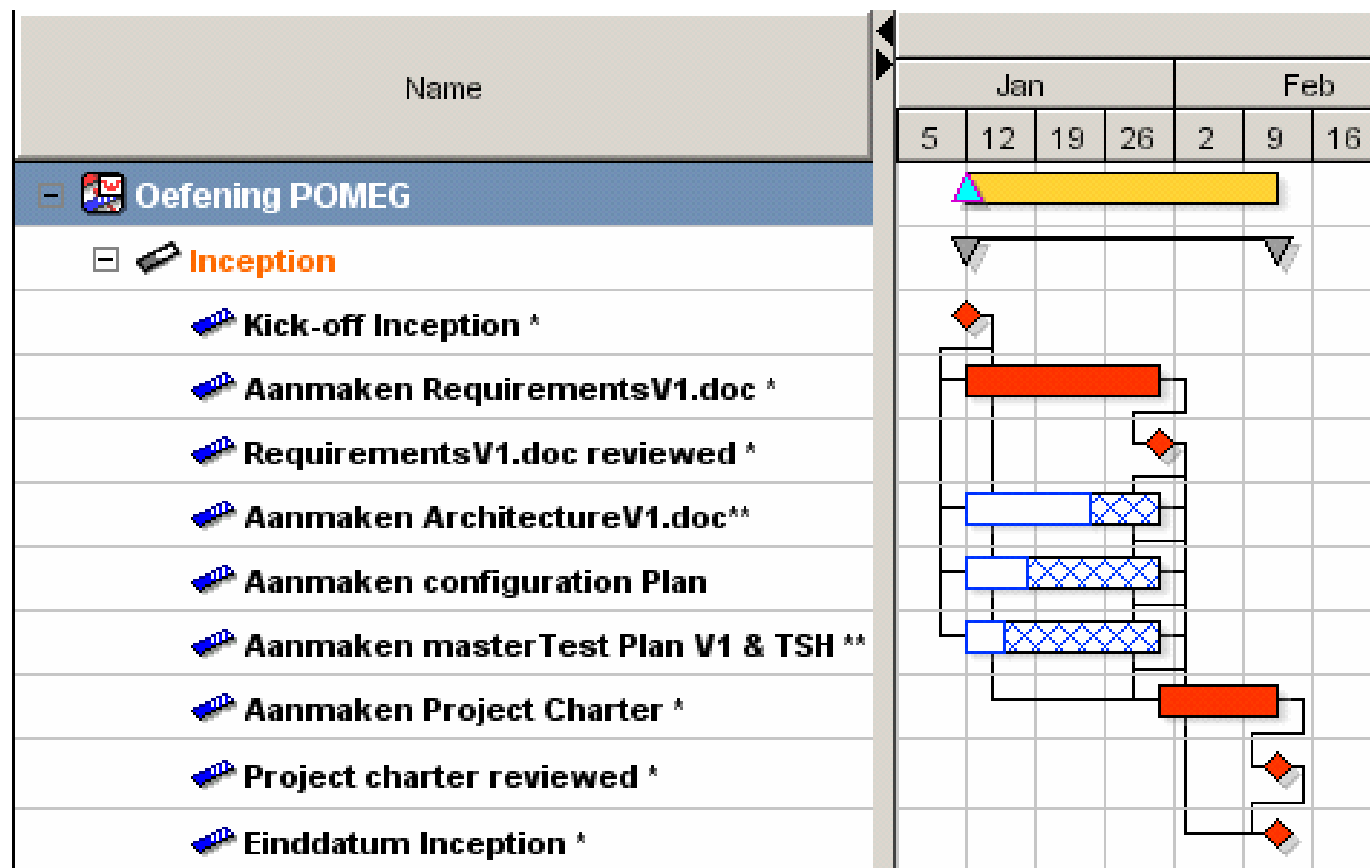 Name
Jan Feb
5 12 19 26 2 9 16
Oefening POMEG
Inception
Kick-off Inception *
Aanmaken RequirementsV1.doc *
RequirementsV1.doc reviewed *
Aanmaken ArchitectureV1.doc**
Aanmaken configuration Plan
Aanmaken masterTest Plan V1 & TSH **
Aanmaken Project Charter *
Project charter reviewed *
Einddatum Inception *